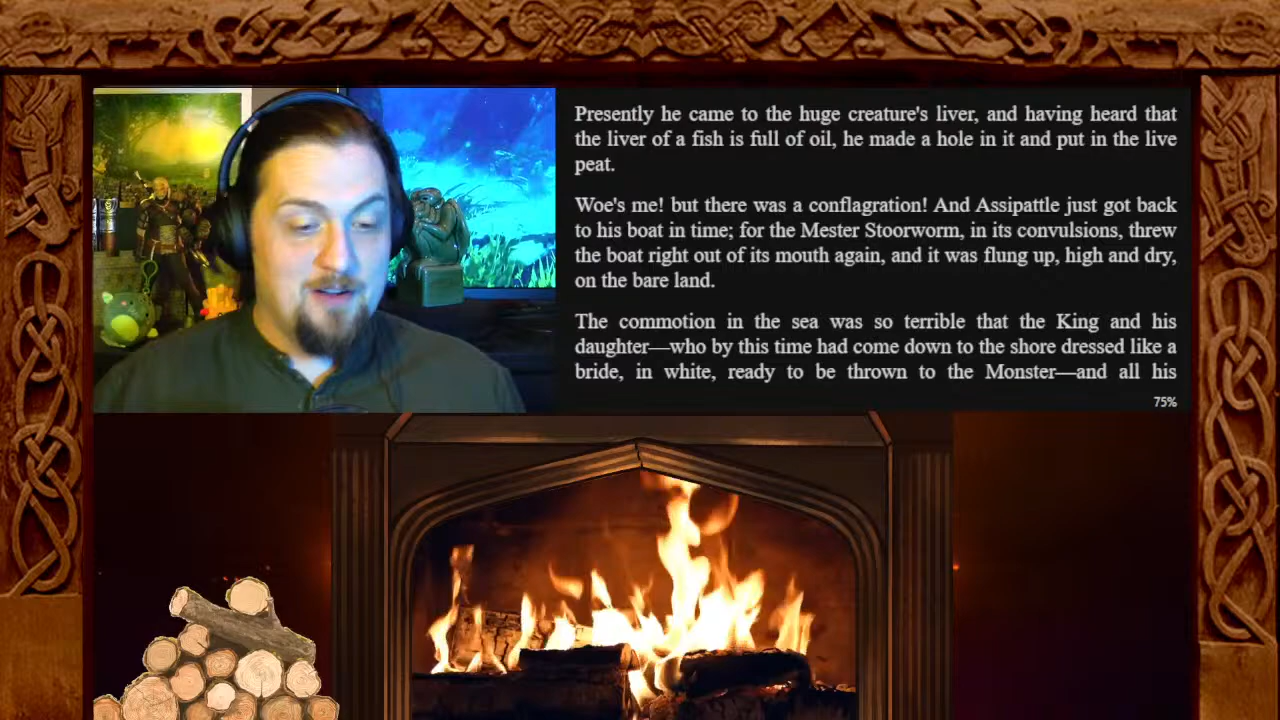 Presently he came to the huge creature's liver, and having heard that
the liver of a fish is full of oil, he made a hole in it and put in the live
peat.
Woe's me! but there was a conflagration! And Assipattle just got back
to his boat in time; for the Mester Stoorworm, in its convulsions, threw
the boat right out of its mouth again, and it was flung up, high and dry,
on the bare land.
The commotion in the sea was so terrible that the King and his
daughter—who by this time had come down to the shore dressed like a
bride, in white, ready to be thrown to the Monster—and all his
75%